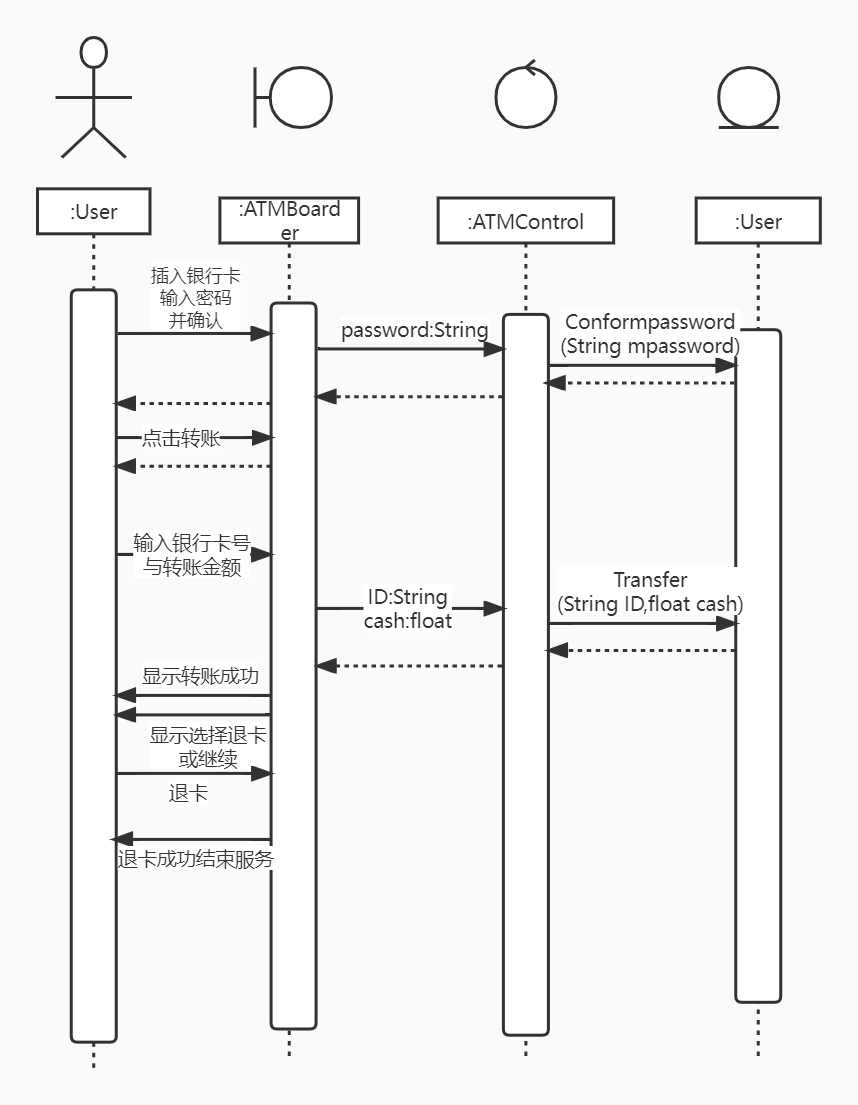 :User
:ATMBoard
er
:ATMControl
:User
插入银行卡
输入密码
并确认
password:String
Conformpassword
(String mpassword)
点击转账
输入银行卡号
与转账金额
ID:String
cash:float
Transfer
(String ID,float cash)
显示转账成功
显示选择退卡
或继续
退卡
退卡成功结束服务